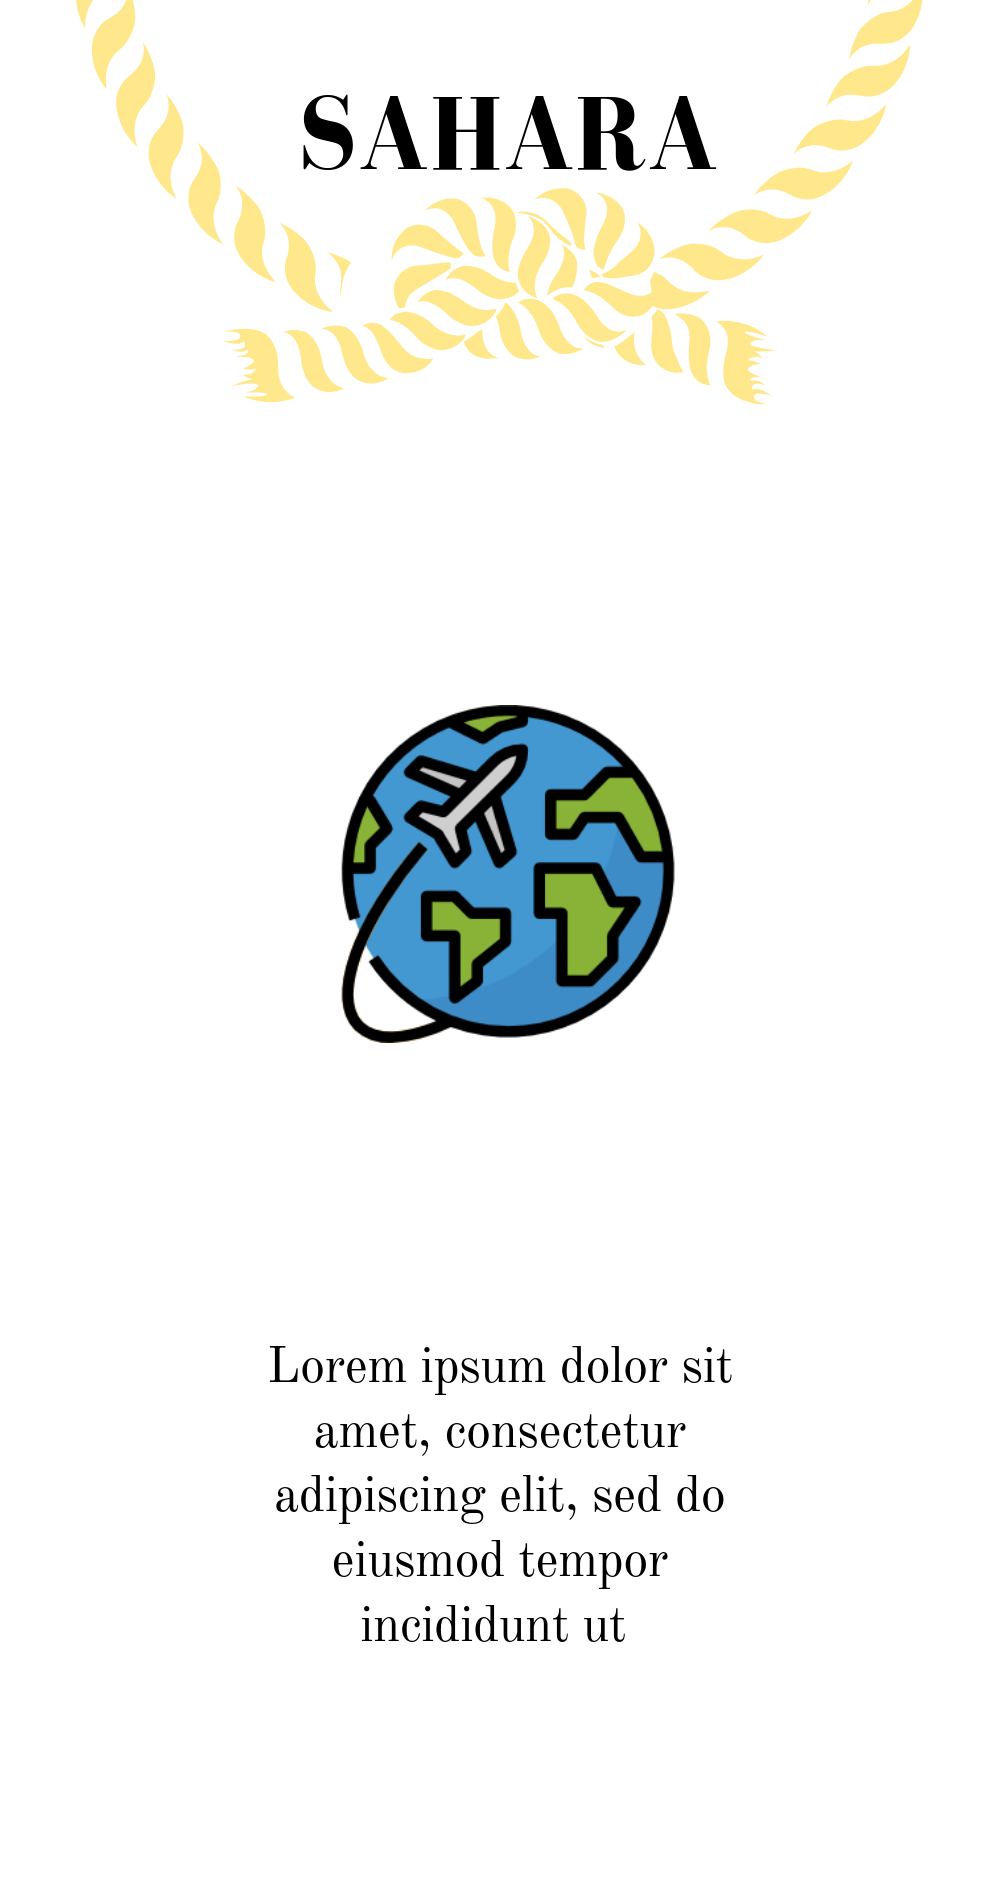 SAHARA
Lorem ipsum dolor sit
amet, consectetur
adipiscing elit, sed do
eiusmod tempor
incididunt ut